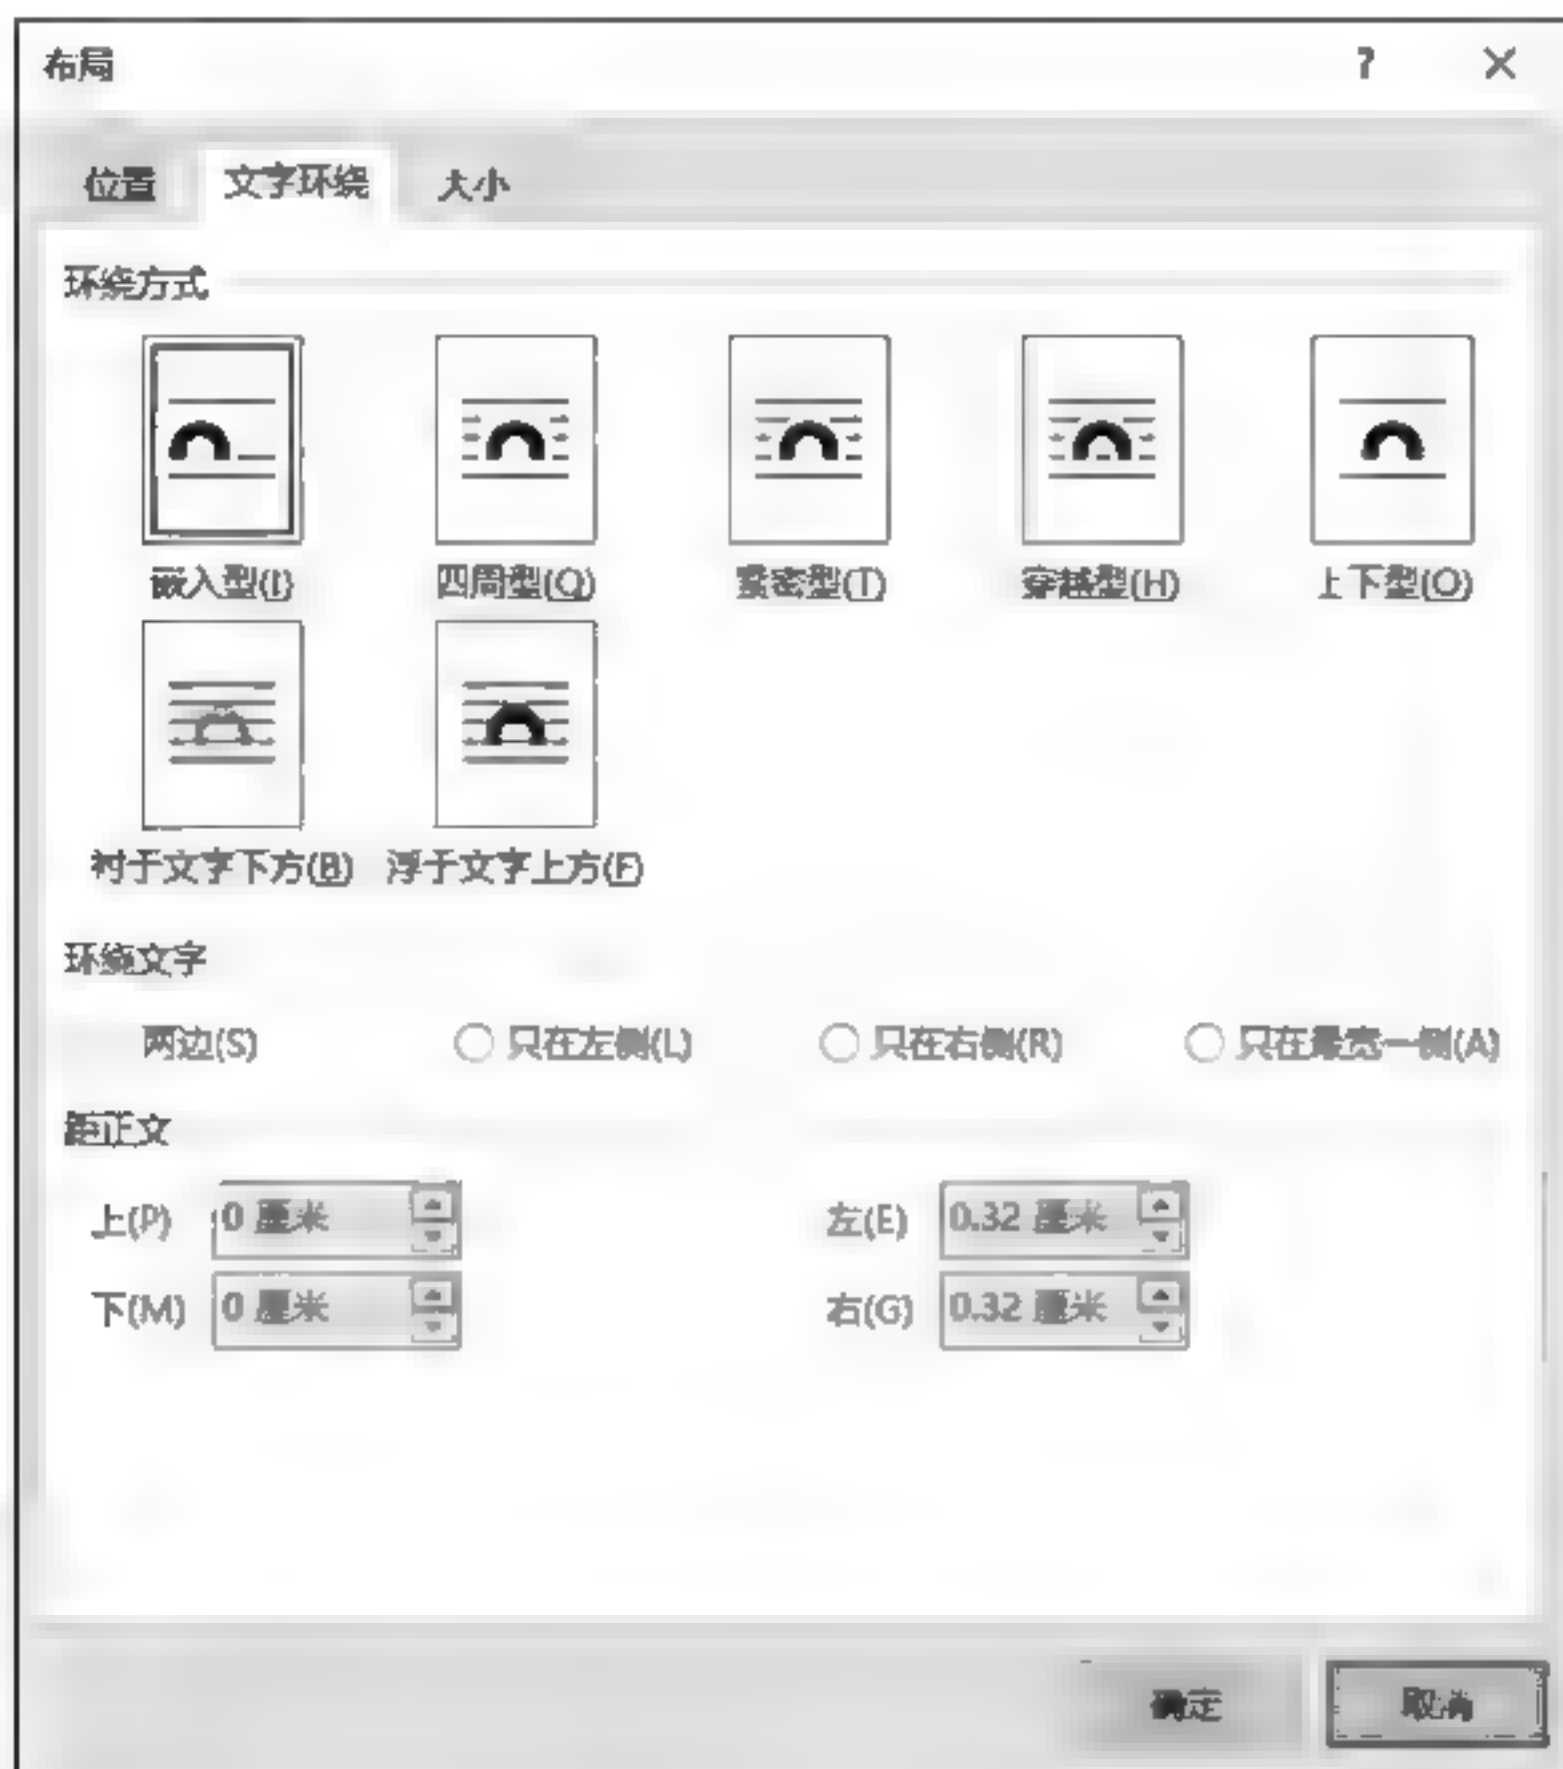 布局 ? ×
位置 文字环绕 大小
环绕方式
嵌入型(I) 四周型(Q) 紧密型(T) 穿越型(H) 上下型(O)
衬于文字下方(B) 浮于文字上方(F)
环绕文字
两边(S) 只在左侧(L) 只在右侧(R) 只在最宽一侧(A)
距正文
上(P) 0 厘米 左(E) 0.32 厘米
下(M) 0 厘米 右(G) 0.32 厘米
确定 取消